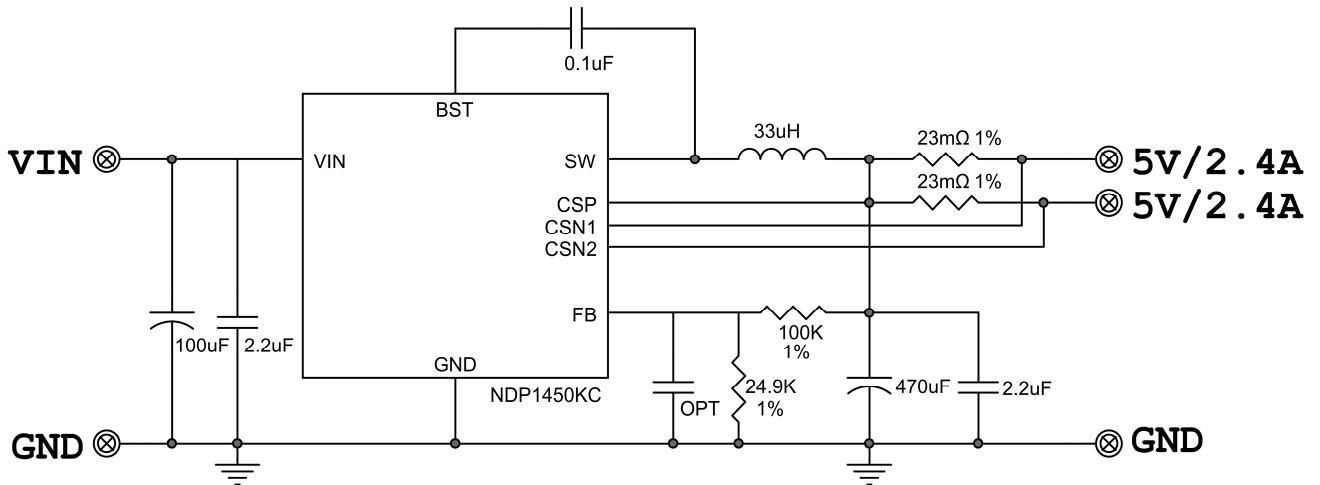 0.1uF
BST
33uH
23mΩ 1%
VIN
VIN
SW
5V/2.4A
23mΩ 1%
CSP
5V/2.4A
CSN1
CSN2
FB
100K
1%
100uF
2.2uF
GND
NDP1450KC
OPT
24.9K
1%
470uF
2.2uF
GND
GND